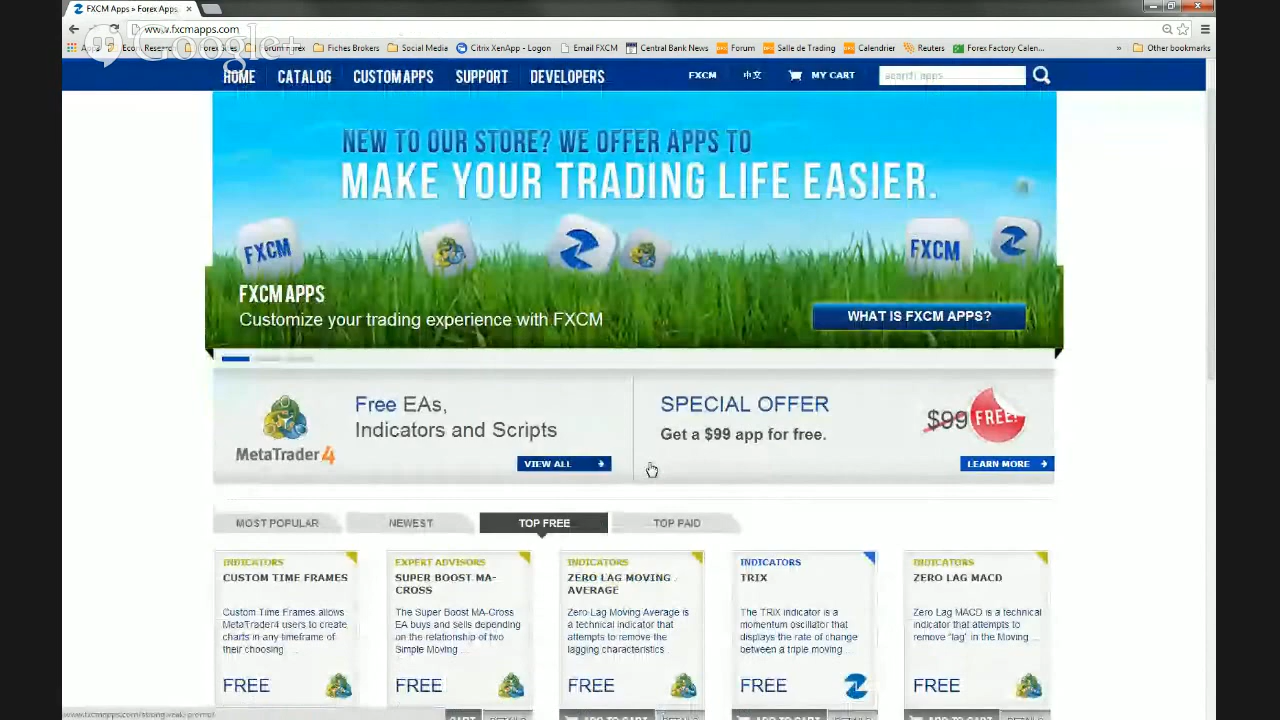 FXCM Apps » Forex Apps
www.fxcmapps.com
Google+
Fiches Brokers
Social Media
Citrix XenApp - Logon
Email FXCM
Central Bank News
Forum
Salle de Trading
Calendrier
Reuters
Forex Factory Calen...
»
Other bookmarks
HOME
CATALOG
CUSTOM APPS
SUPPORT
DEVELOPERS
FXCM
中文
MY CART
search apps
NEW TO OUR STORE? WE OFFER APPS TO
MAKE YOUR TRADING LIFE EASIER.
FXCM
FXCM
FXCM APPS
Customize your trading experience with FXCM
WHAT IS FXCM APPS?
MetaTrader 4
Free EAs,
Indicators and Scripts
VIEW ALL
SPECIAL OFFER
Get a $99 app for free.
$99
FREE!
LEARN MORE
MOST POPULAR
NEWEST
TOP FREE
TOP PAID
INDICATORS
CUSTOM TIME FRAMES
Custom Time Frames allows
MetaTrader4 users to create
charts in any timeframe of
their choosing ...
FREE
EXPERT ADVISORS
SUPER BOOST MA-
CROSS
The Super Boost MA-Cross
EA buys and sells depending
on the relationship of two
Simple Moving ...
FREE
INDICATORS
ZERO LAG MOVING
AVERAGE
Zero Lag Moving Average is
a technical indicator that
attempts to remove the
lagging characteristics
FREE
INDICATORS
TRIX
The TRIX indicator is a
momentum oscillator that
displays the rate of change
between a triple moving ...
FREE
INDICATORS
ZERO LAG MACD
Zero Lag MACD is a technical
indicator that attempts to
remove "lag" in the Moving ...
FREE